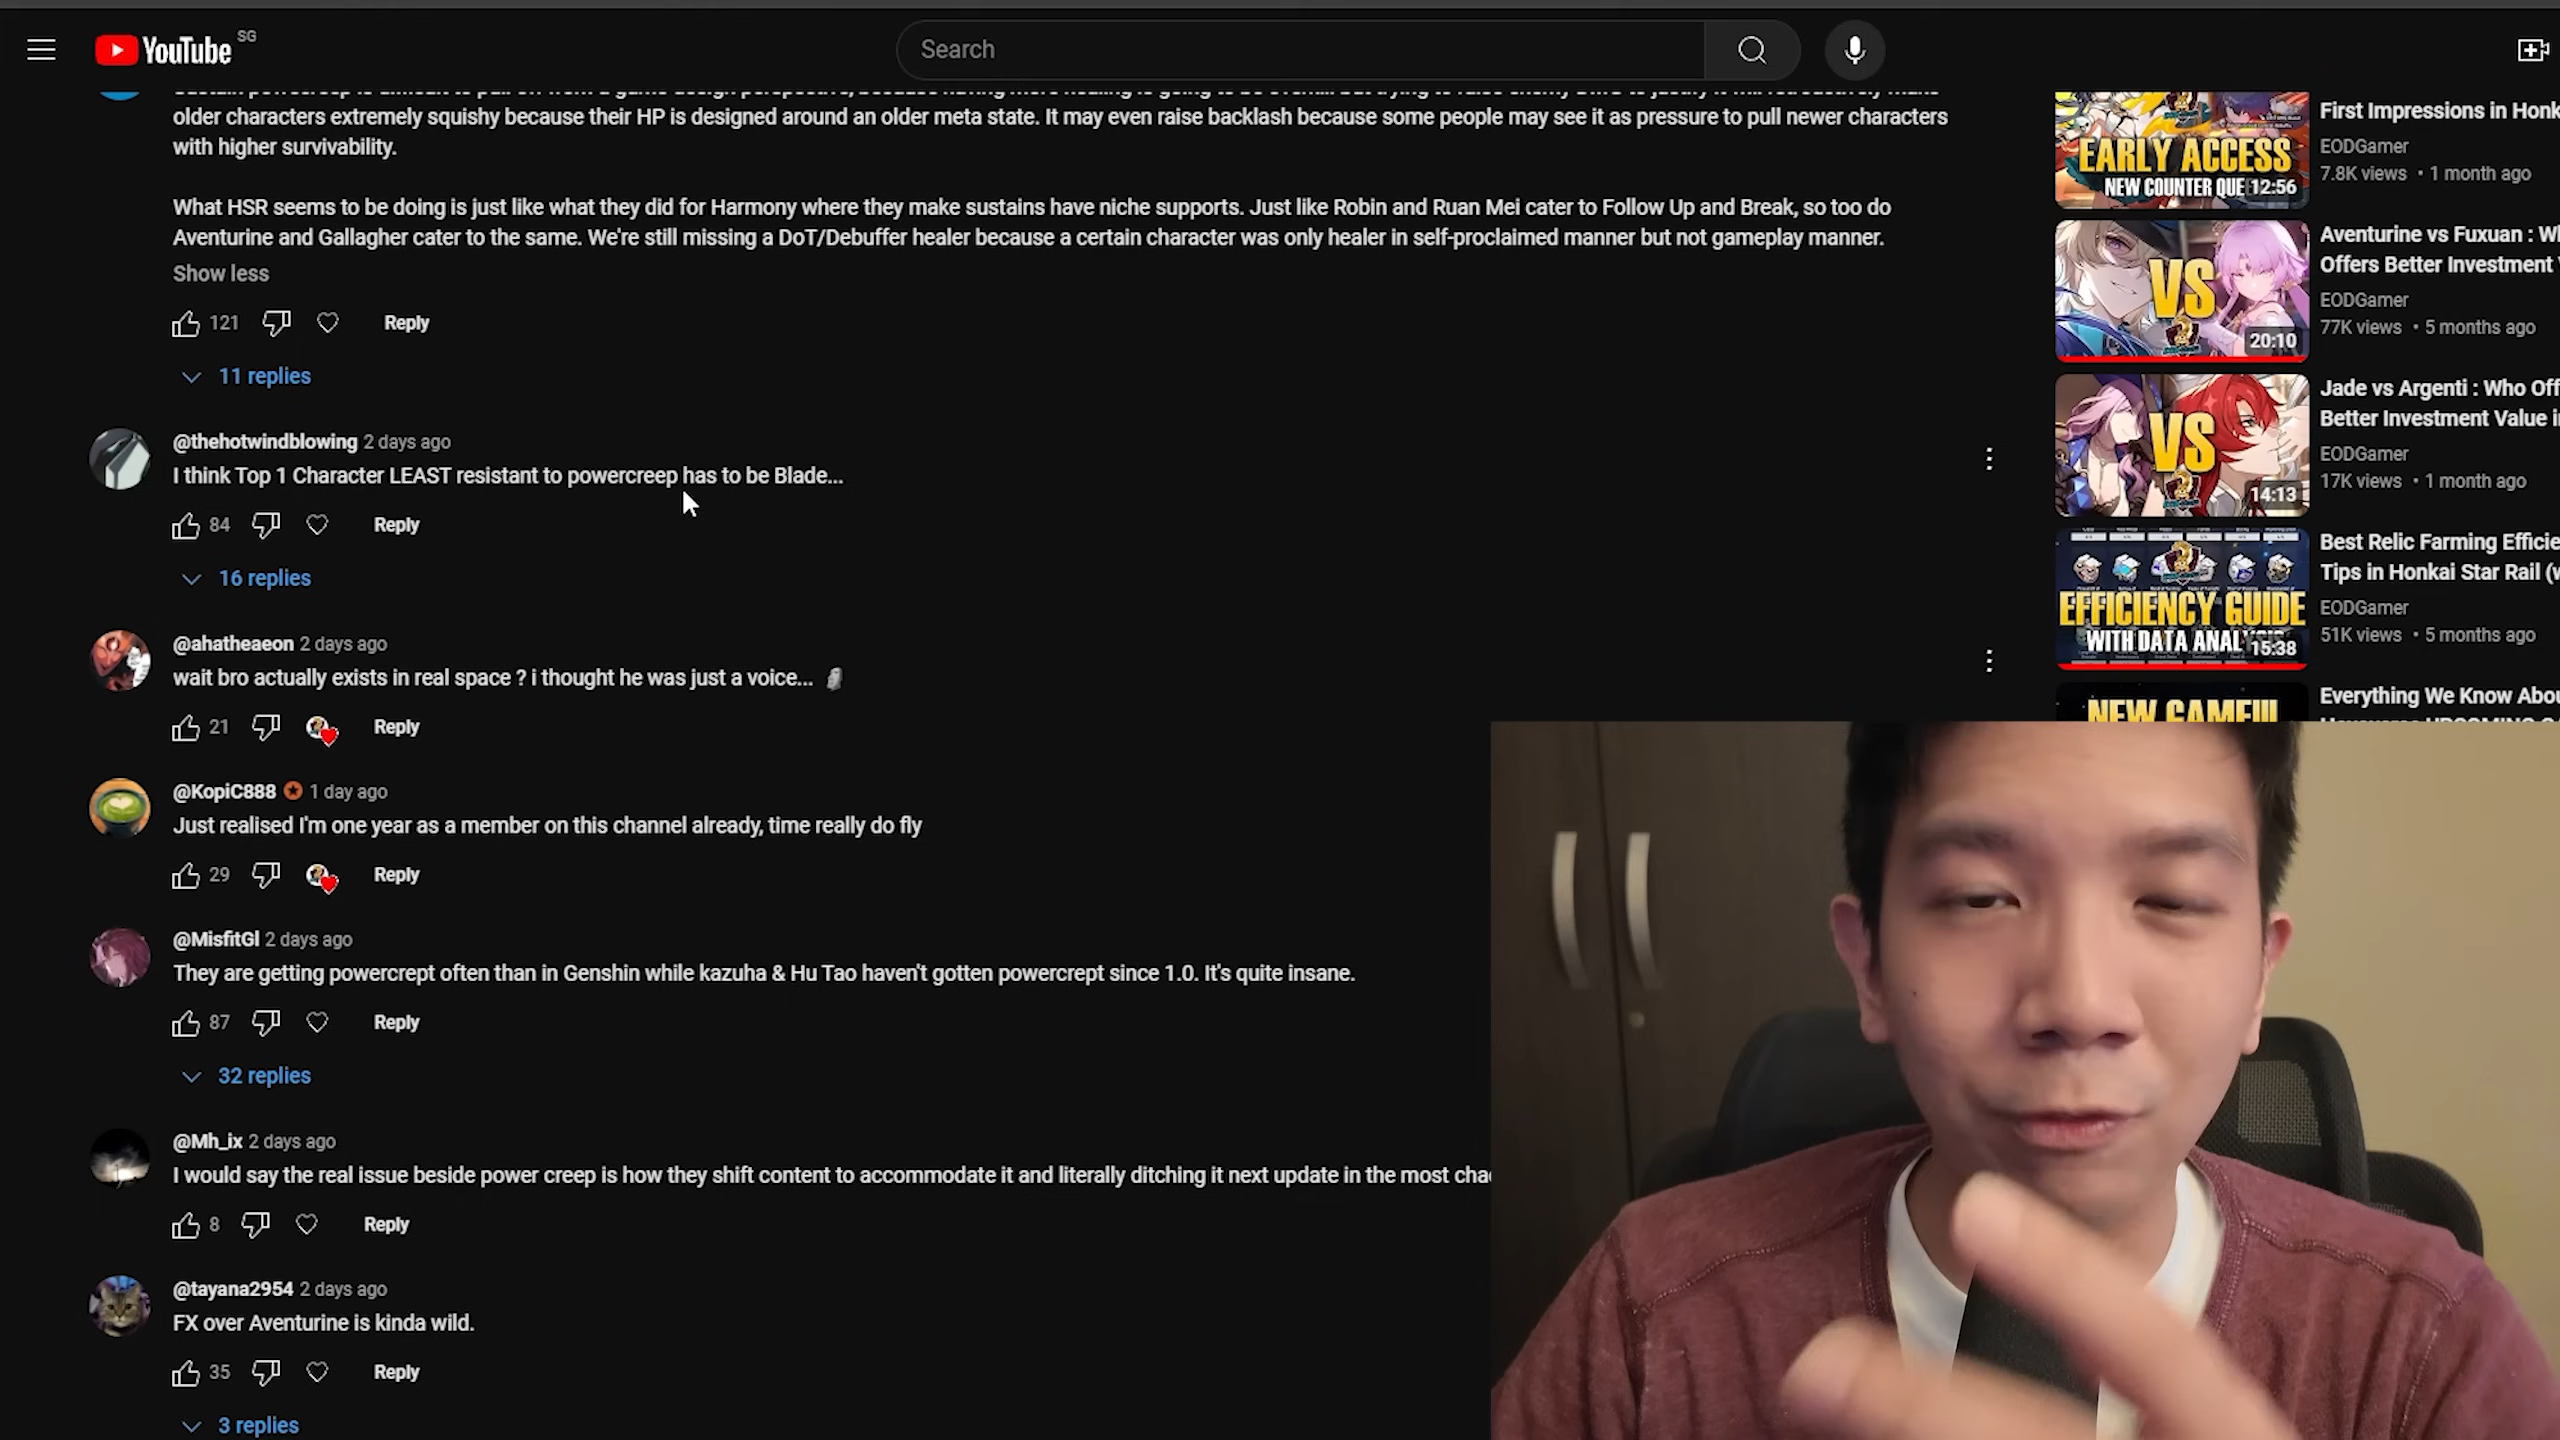 YouTube SG
Search
older characters extremely squishy because their HP is designed around an older meta state. It may even raise backlash because some people may see it as pressure to pull newer characters
with higher survivability.
What HSR seems to be doing is just like what they did for Harmony where they make sustains have niche supports. Just like Robin and Ruan Mei cater to Follow Up and Break, so too do
Aventurine and Gallagher cater to the same. We're still missing a DoT/Debuffer healer because a certain character was only healer in self-proclaimed manner but not gameplay manner.
Show less
121 Reply
11 replies
@thehotwindblowing 2 days ago
I think Top 1 Character LEAST resistant to powercreep has to be Blade...
84 Reply
16 replies
@ahatheaeon 2 days ago
wait bro actually exists in real space ? i thought he was just a voice... 🗿
21 Reply
@KopiC888 1 day ago
Just realised I'm one year as a member on this channel already, time really do fly
29 Reply
@MisfitGl 2 days ago
They are getting powercrept often than in Genshin while kazuha & Hu Tao haven't gotten powercrept since 1.0. It's quite insane.
87 Reply
32 replies
@Mh_ix 2 days ago
I would say the real issue beside power creep is how they shift content to accommodate it and literally ditching it next update in the most
8 Reply
@tayana2954 2 days ago
FX over Aventurine is kinda wild.
35 Reply
3 replies
EARLY ACCESS
NEW COUNTER QUE 12:56
First Impressions in Honk
EODGamer
7.8K views • 1 month ago
VS
20:10
Aventurine vs Fuxuan : Wh
Offers Better Investment
EODGamer
77K views • 5 months ago
VS
14:13
Jade vs Argenti : Who Off
Better Investment Value i
EODGamer
17K views • 1 month ago
EFFICIENCY GUIDE
WITH DATA ANALYSIS 15:38
Best Relic Farming Efficie
Tips in Honkai Star Rail (w
EODGamer
51K views • 5 months ago
NEW GAME!!!
Everything We Know Abou